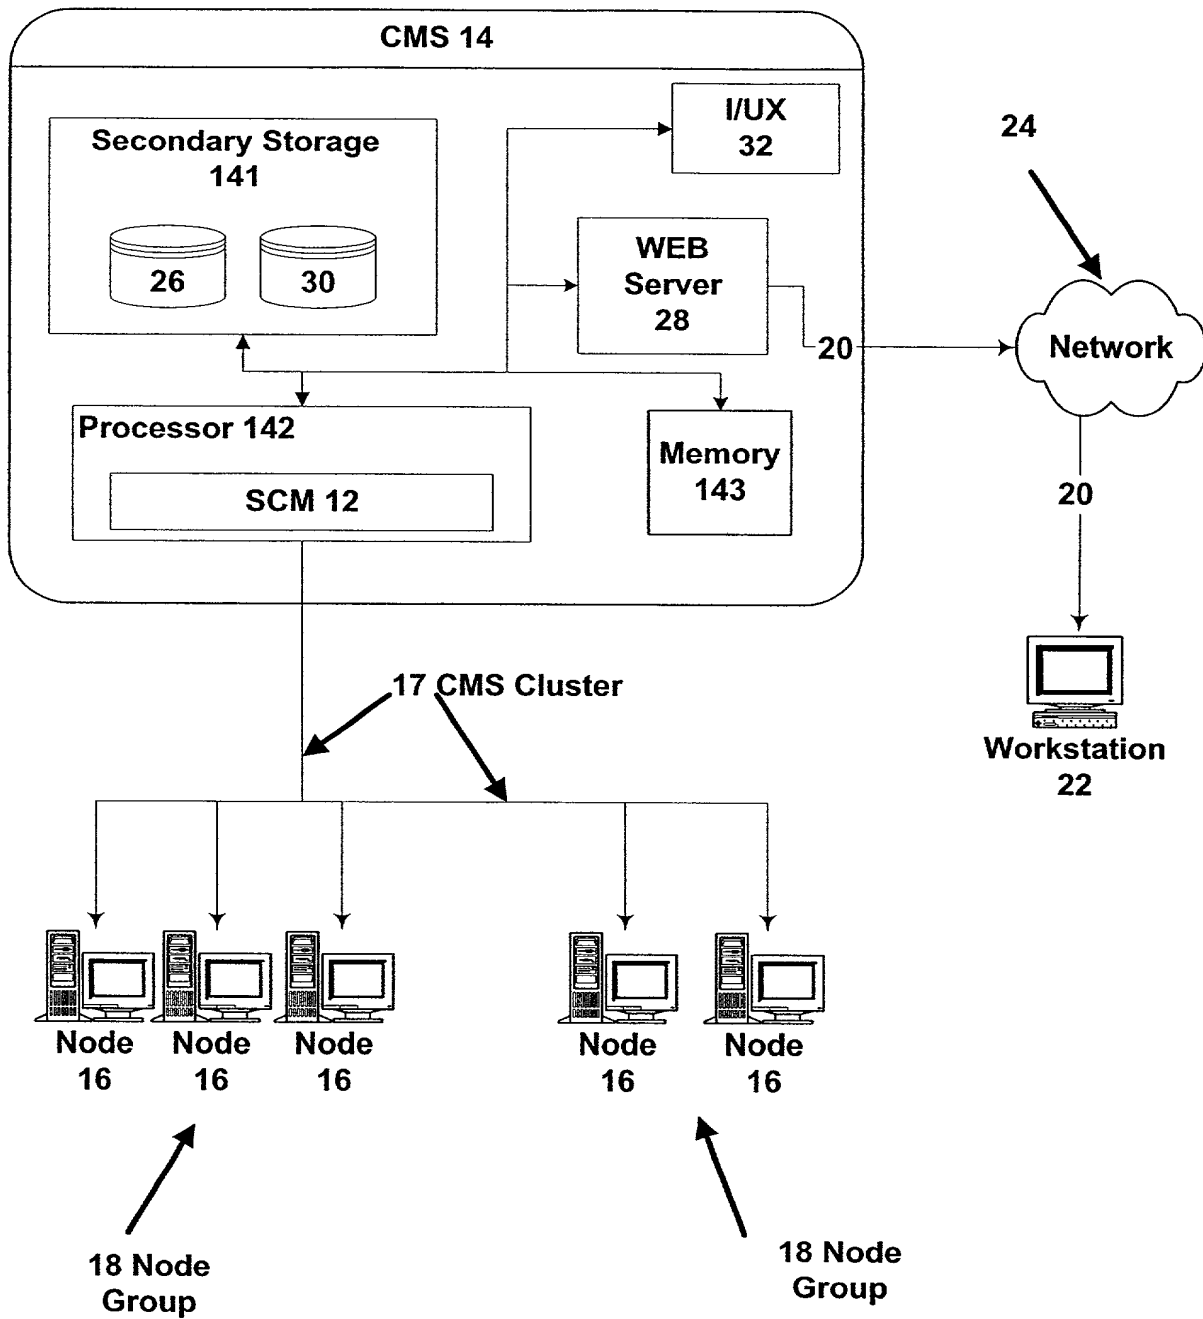 CMS 14
Secondary Storage
141
26
30
I/UX
32
WEB
Server
28
20
24
Network
Processor 142
SCM 12
Memory
143
20
17 CMS Cluster
Workstation
22
Node
16
Node
16
Node
16
Node
16
Node
16
18 Node
Group
18 Node
Group